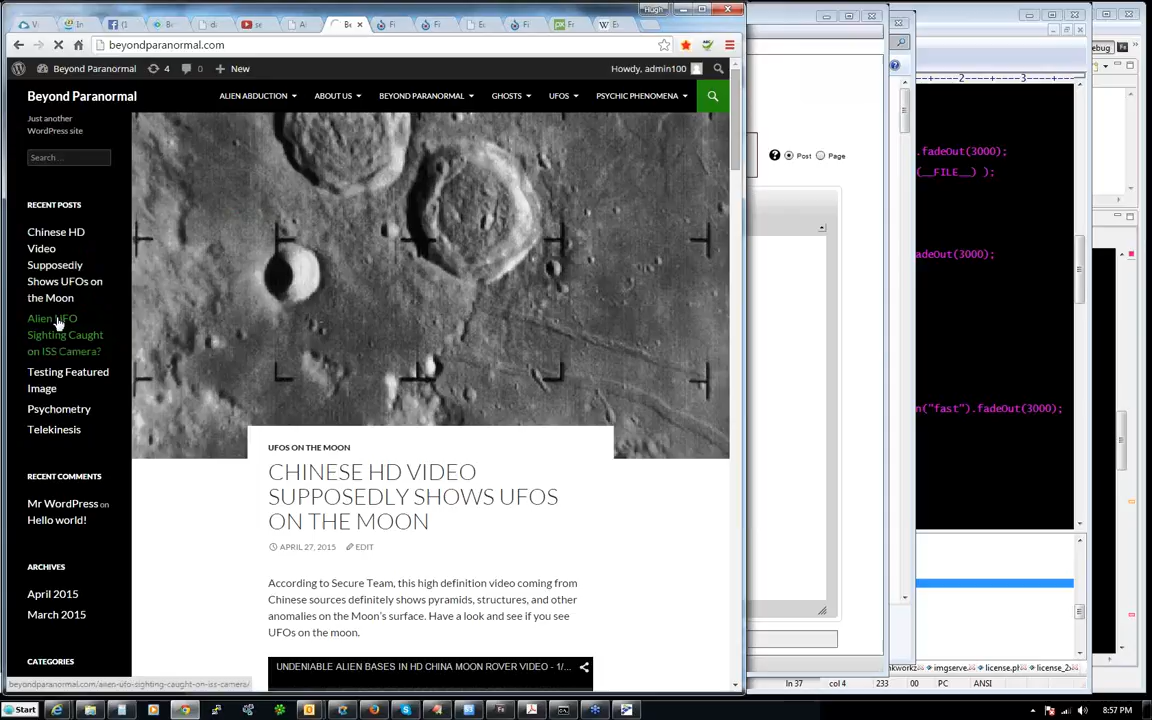 Hugh
beyondparanormal.com
Beyond Paranormal 4 0 New Howdy, admin100
Beyond Paranormal
ALIEN ABDUCTION ABOUT US BEYOND PARANORMAL GHOSTS UFOS PSYCHIC PHENOMENA
Just another
WordPress site
Search ...
RECENT POSTS
Chinese HD
Video
Supposedly
Shows UFOs on
the Moon
Alien UFO
Sighting Caught
on ISS Camera?
Testing Featured
Image
Psychometry
Telekinesis
RECENT COMMENTS
Mr WordPress on
Hello world!
ARCHIVES
April 2015
March 2015
CATEGORIES
UFOS ON THE MOON
CHINESE HD VIDEO
SUPPOSEDLY SHOWS UFOS
ON THE MOON
APRIL 27, 2015 EDIT
According to Secure Team, this high definition video coming from
Chinese sources definitely shows pyramids, structures, and other
anomalies on the Moon's surface. Have a look and see if you see
UFOs on the moon.
UNDENIABLE ALIEN BASES IN HD CHINA MOON ROVER VIDEO - 1/...
beyondparanormal.com/alien-ufo-sighting-caught-on-iss-camera/
Post Page
ebug
----+----2----+----3----
.fadeOut(3000);
(__FILE__) );
adeOut(3000);
n("fast").fadeOut(3000);
imgserve. license.ph license_2
Ln 37 col 4 233 00 PC ANSI
Start 8:57 PM